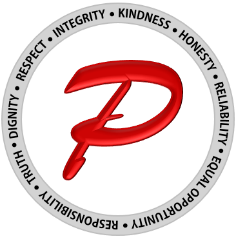 • INTEGRITY • KINDNESS • HONESTY • RELIABILITY • EQUAL OPPORTUNITY • RESPONSIBILITY • TRUTH • DIGNITY • RESPECT
P